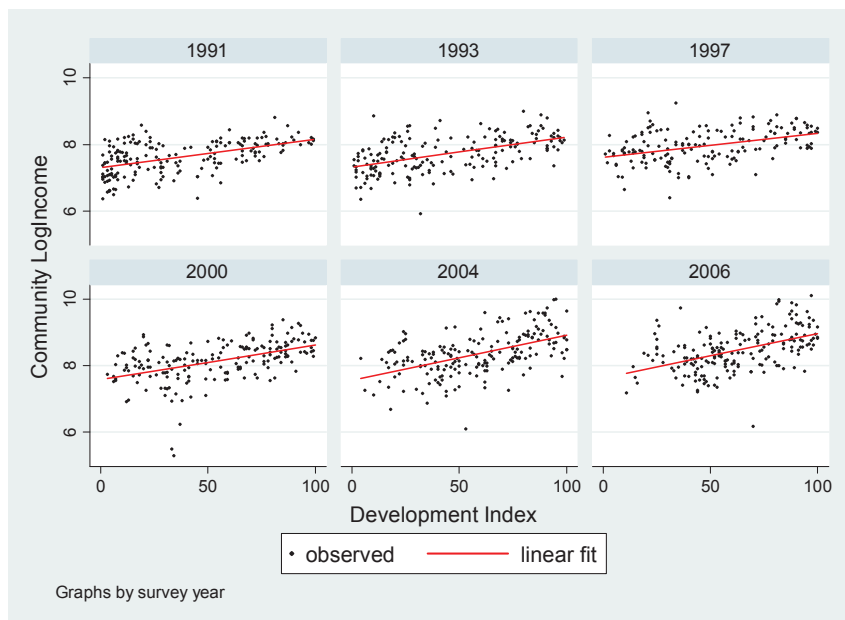 1991 1993 1997
10
8
6
Community LogIncome
2000 2004 2006
10
8
6
0 50 100 0 50 100 0 50 100
Development Index
observed linear fit
Graphs by survey year